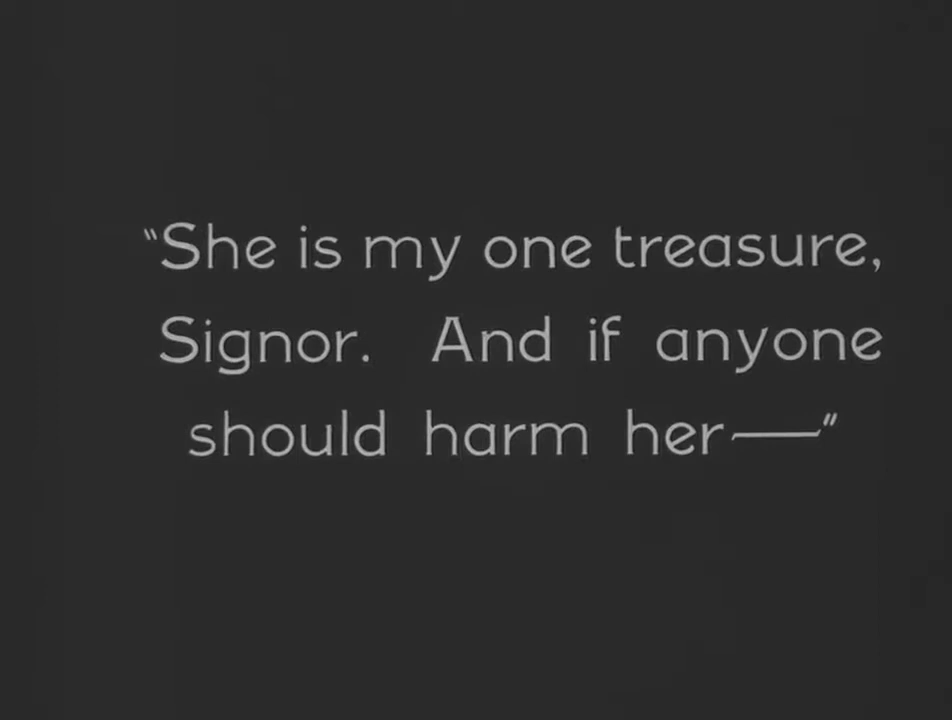 "She is my one treasure,
Signor. And if anyone
should harm her—"